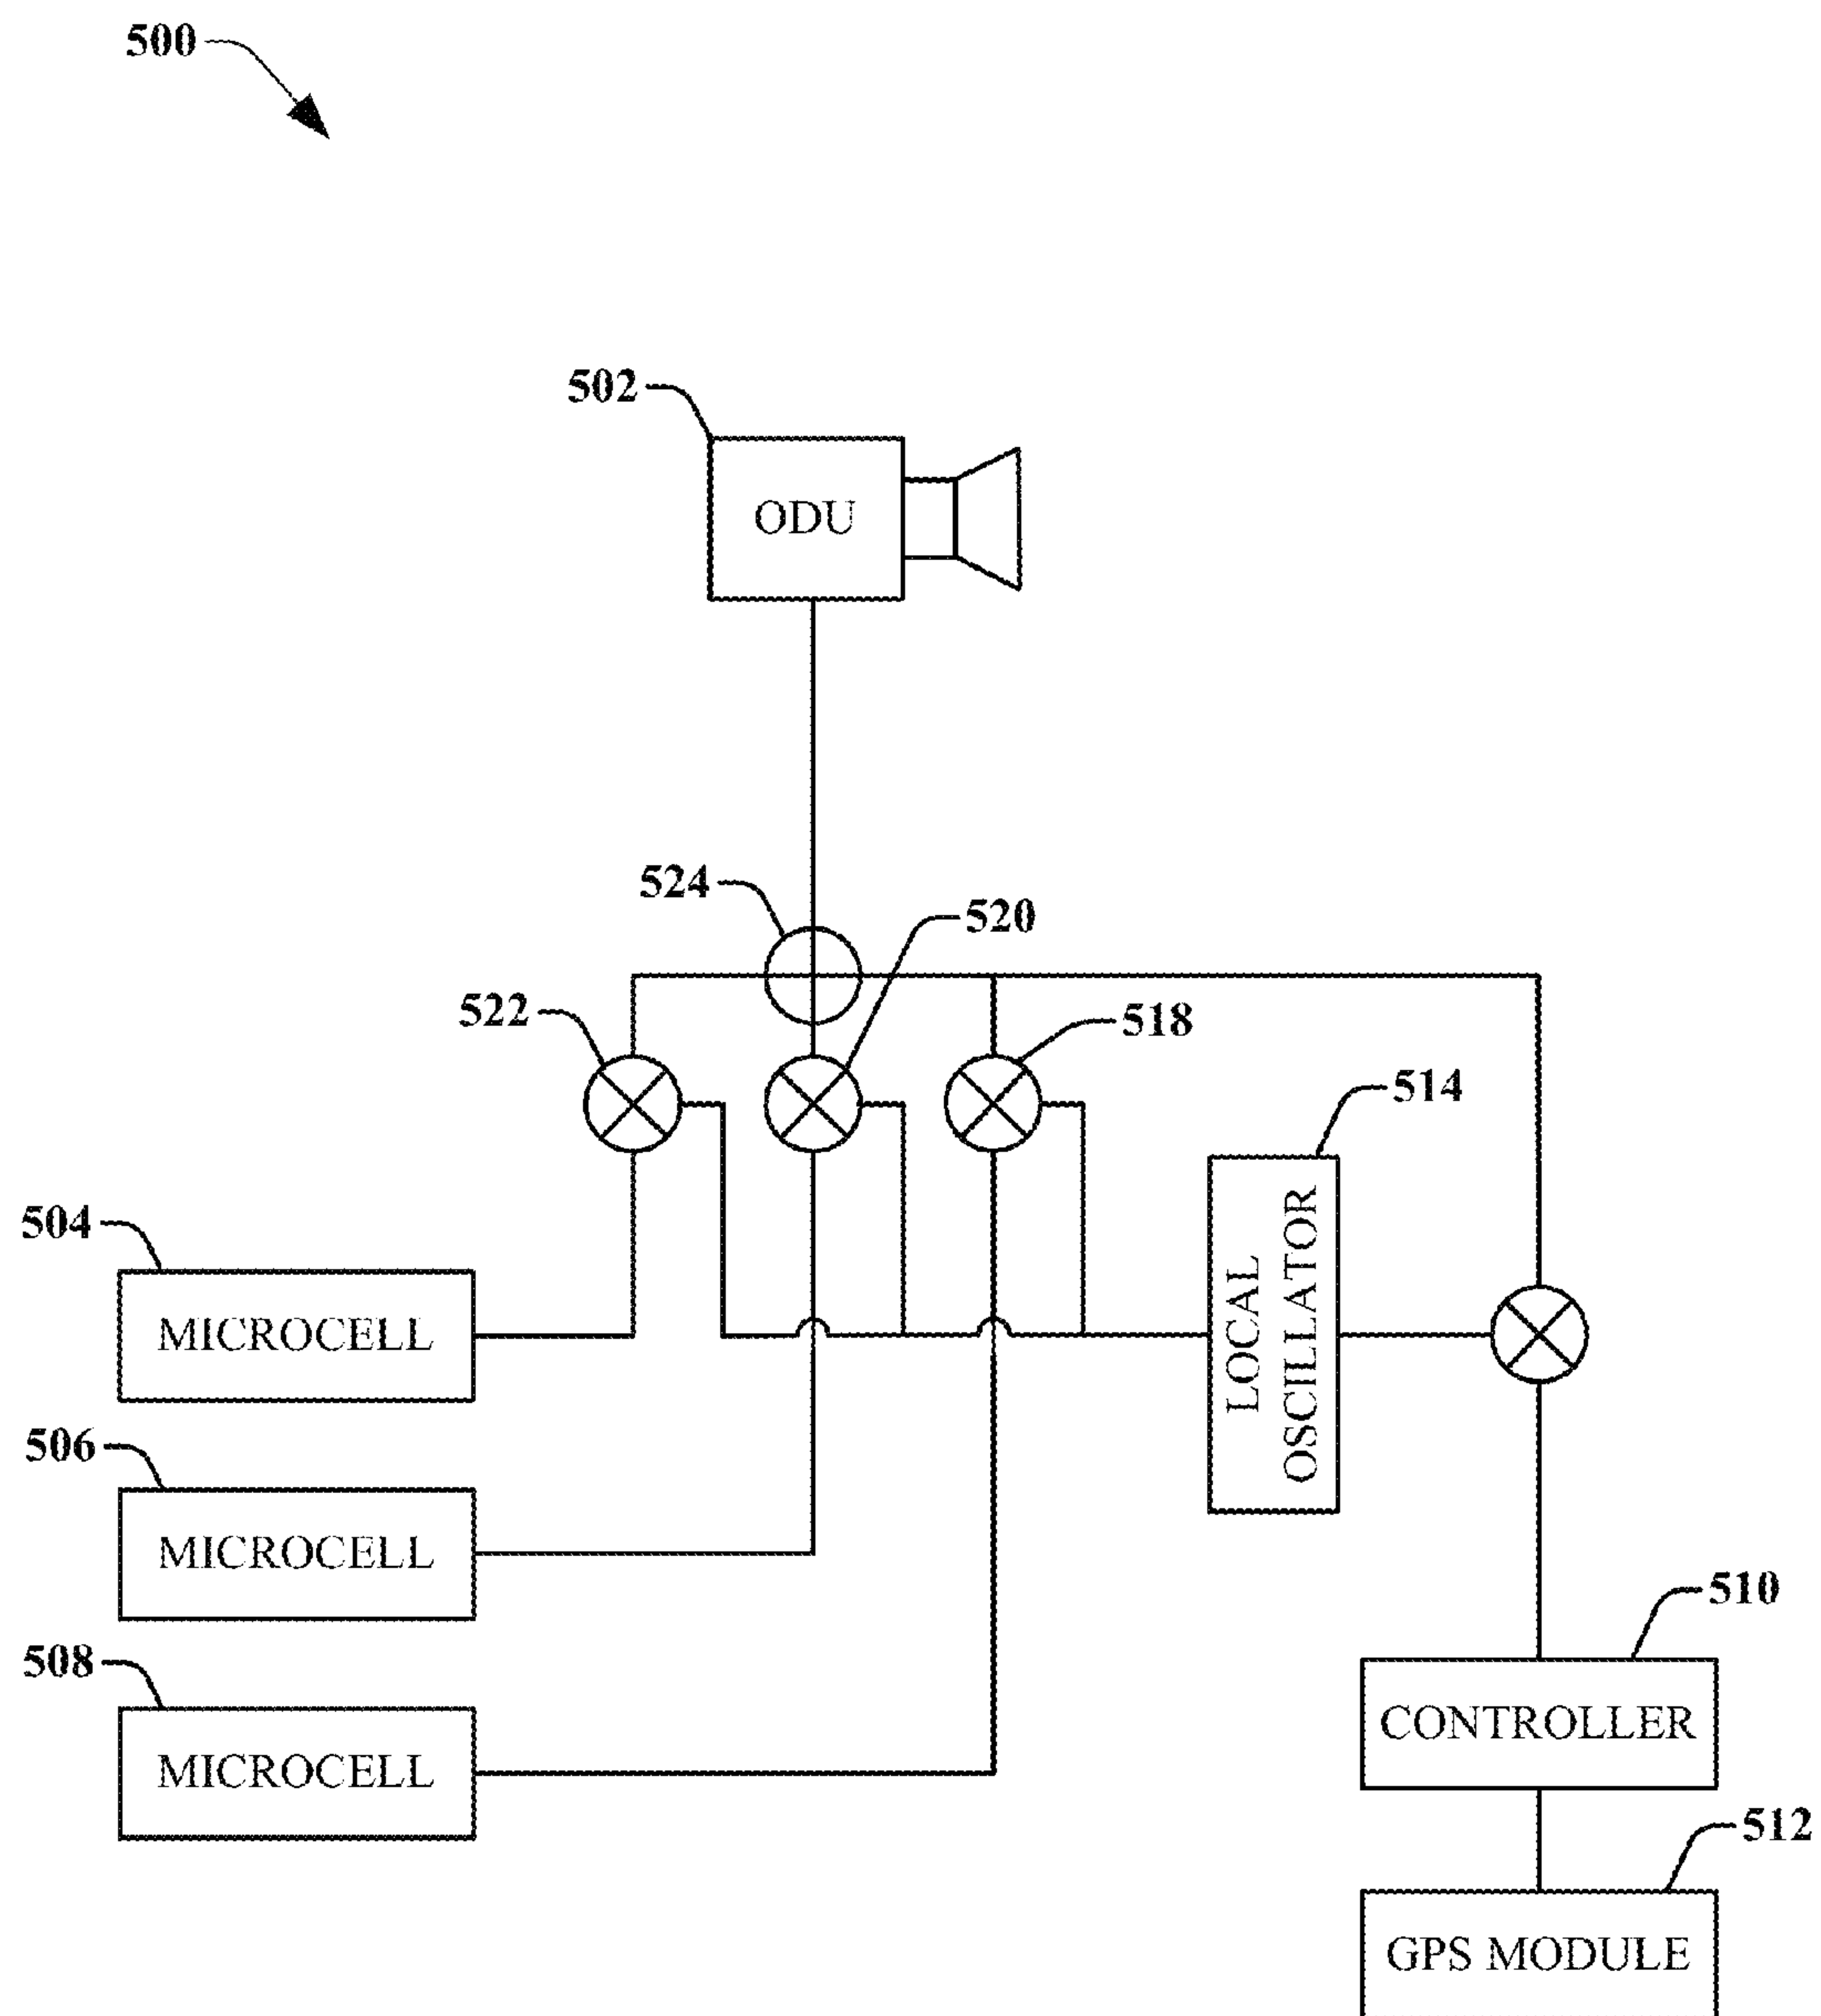 500
502
ODU
524
520
522
518
514
504
LOCAL
OSCILLATOR
MICROCELL
506
MICROCELL
510
508
CONTROLLER
MICROCELL
512
GPS MODULE